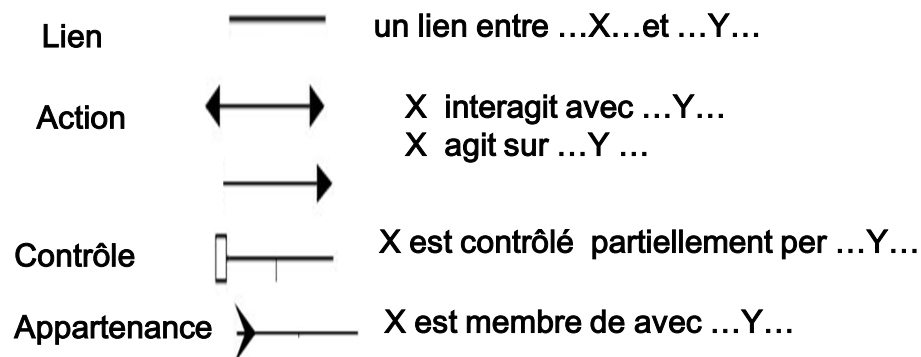 Lien un lien entre ...X...et ...Y...
Action X interagit avec ...Y...
X agit sur ...Y ...
Contrôle X est contrôlé partiellement per ...Y...
Appartenance X est membre de avec ...Y...